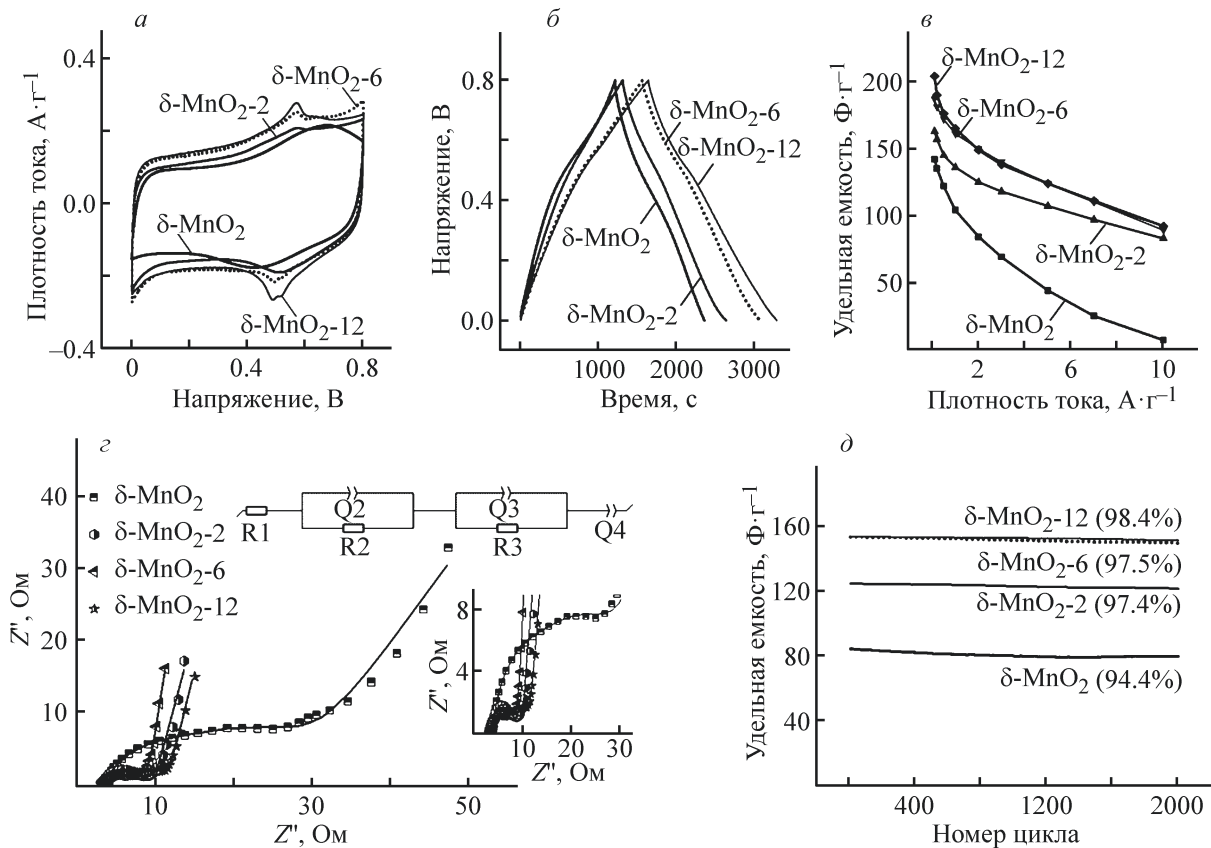 а
Плотность тока, А·г⁻¹
0.4
0.0
–0.4
δ-MnO₂-6
δ-MnO₂-2
δ-MnO₂
δ-MnO₂-12
0 0.4 0.8
Напряжение, В
б
Напряжение, В
0.8
0.4
0.0
δ-MnO₂-6
δ-MnO₂-12
δ-MnO₂
δ-MnO₂-2
0 1000 2000 3000
Время, с
в
Удельная емкость, Ф·г⁻¹
200
150
100
50
δ-MnO₂-12
δ-MnO₂-6
δ-MnO₂-2
δ-MnO₂
2 6 10
Плотность тока, А·г⁻¹
г
Z", Ом
40
30
20
10
0
δ-MnO₂
δ-MnO₂-2
δ-MnO₂-6
δ-MnO₂-12
R1 Q2 R2 Q3 R3 Q4
Z", Ом
8
4
10 20 30
Z", Ом
10 30 50
Z", Ом
д
Удельная емкость, Ф·г⁻¹
160
120
80
40
δ-MnO₂-12 (98.4%)
δ-MnO₂-6 (97.5%)
δ-MnO₂-2 (97.4%)
δ-MnO₂ (94.4%)
400 1200 2000
Номер цикла